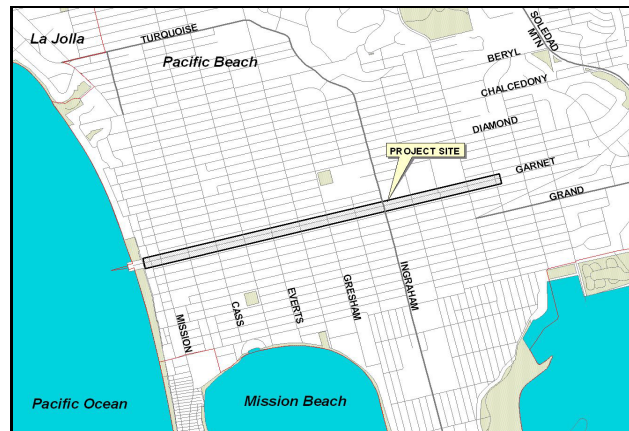 La Jolla
TURQUOISE
Pacific Beach
SOLEDAD
MTN
BERYL
CHALCEDONY
DIAMOND
PROJECT SITE
GARNET
GRAND
MISSION
CASS
EVERTS
GRESHAM
INGRAHAM
Pacific Ocean
Mission Beach